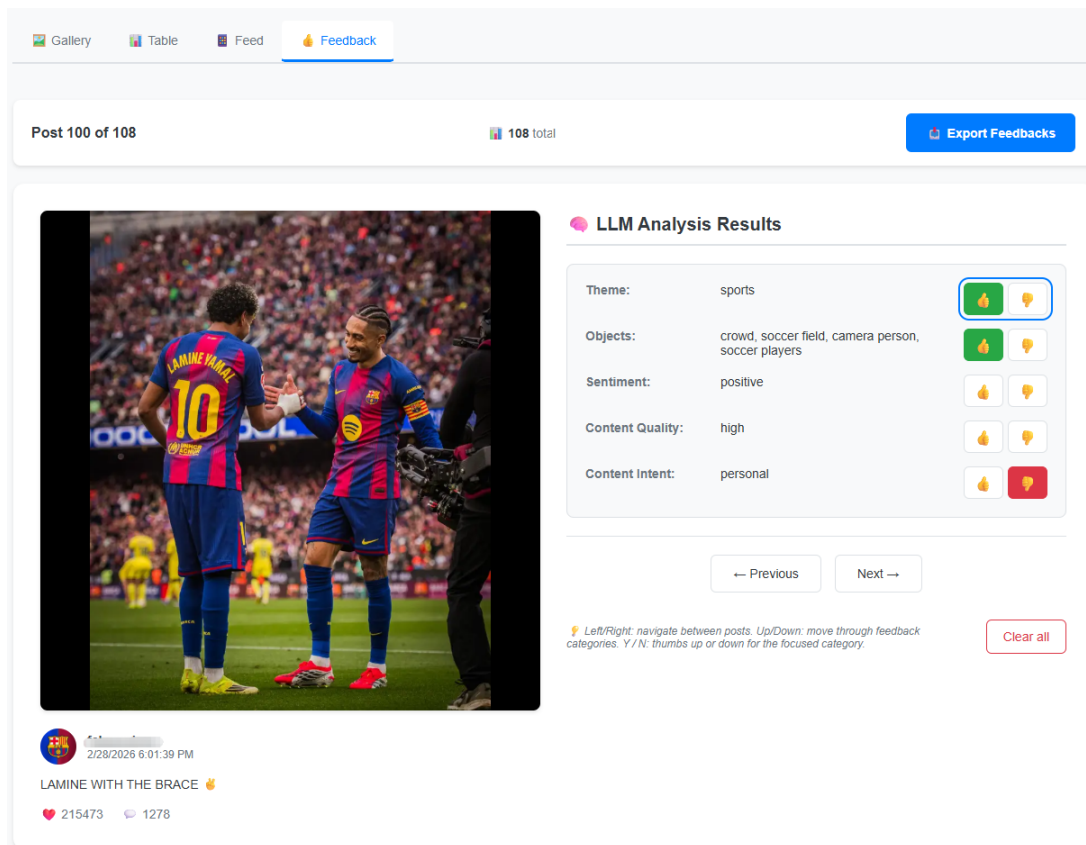 Gallery
Table
Feed
Feedback
Post 100 of 108
108 total
Export Feedbacks
LAMINE YAMAL
10
LLM Analysis Results
Theme: sports
Objects: crowd, soccer field, camera person,
soccer players
Sentiment: positive
Content Quality: high
Content Intent: personal
← Previous
Next →
Left/Right: navigate between posts. Up/Down: move through feedback
categories. Y / N: thumbs up or down for the focused category.
Clear all
2/28/2026 6:01:39 PM
LAMINE WITH THE BRACE ✌
215473
1278